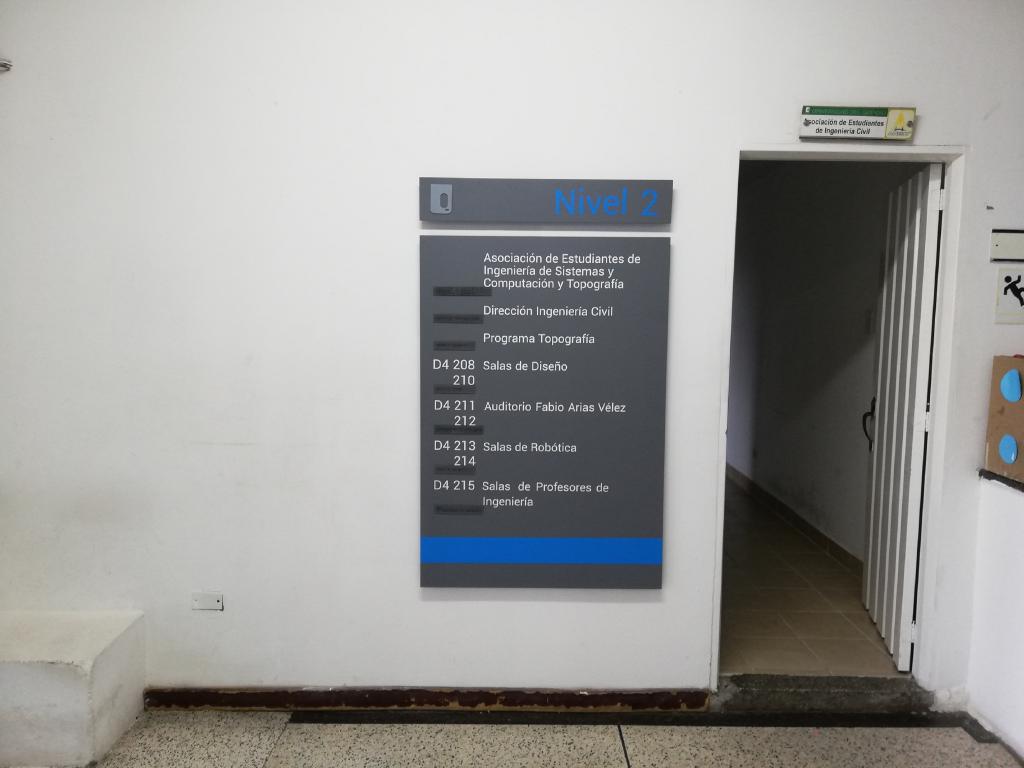 Nivel 2
Asociación de Estudiantes de
Ingeniería de Sistemas y
Computación y Topografía
Dirección Ingeniería Civil
Programa Topografía
D4 208 Salas de Diseño
210
D4 211 Auditorio Fabio Arias Vélez
212
D4 213 Salas de Robótica
214
D4 215 Salas de Profesores de
Ingeniería
Asociación de Estudiantes
de Ingeniería Civil